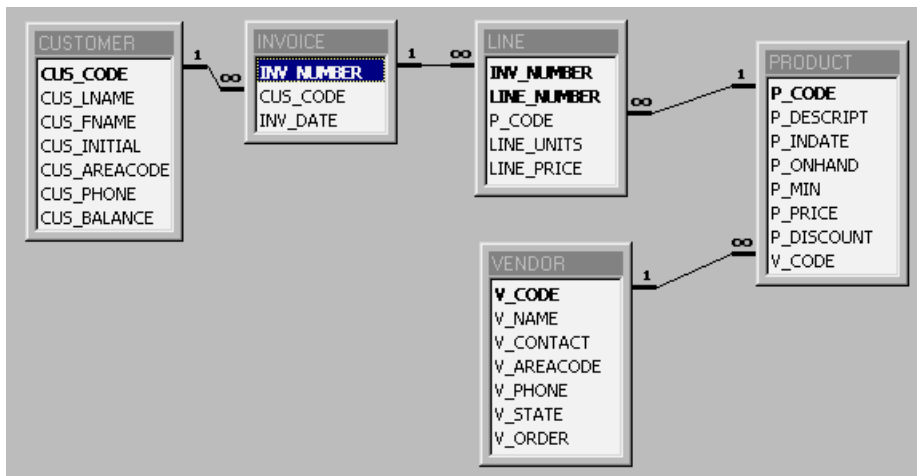 CUSTOMER
CUS_CODE
CUS_LNAME
CUS_FNAME
CUS_INITIAL
CUS_AREACODE
CUS_PHONE
CUS_BALANCE
1
∞
INVOICE
INV_NUMBER
CUS_CODE
INV_DATE
1
∞
LINE
INV_NUMBER
LINE_NUMBER
P_CODE
LINE_UNITS
LINE_PRICE
∞
1
PRODUCT
P_CODE
P_DESCRIPT
P_INDATE
P_ONHAND
P_MIN
P_PRICE
P_DISCOUNT
V_CODE
VENDOR
V_CODE
V_NAME
V_CONTACT
V_AREACODE
V_PHONE
V_STATE
V_ORDER
1
∞